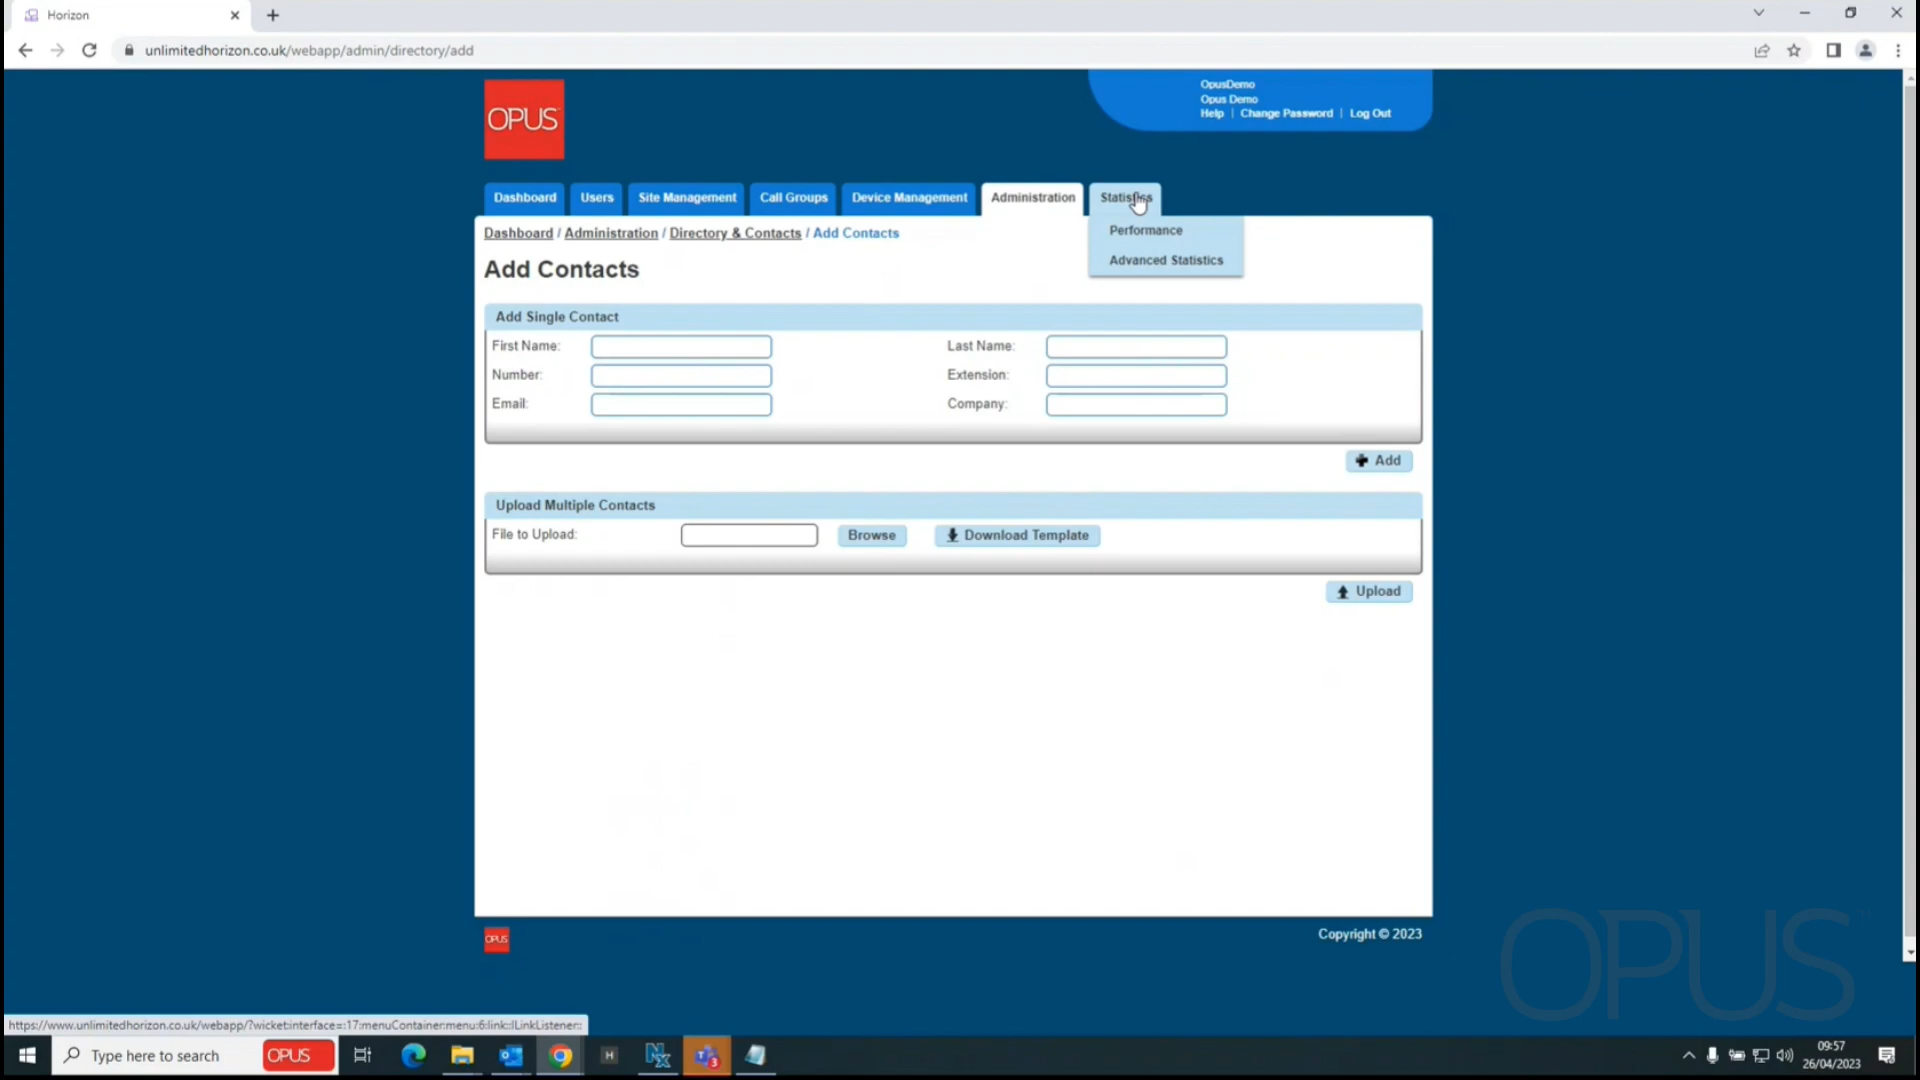 Horizon
unlimitedhorizon.co.uk/webapp/admin/directory/add
OPUS
OpusDemo
Opus Demo
Help | Change Password | Log Out
Dashboard Users Site Management Call Groups Device Management Administration Statistics
Performance
Advanced Statistics
Dashboard / Administration / Directory & Contacts / Add Contacts
Add Contacts
Add Single Contact
First Name: Last Name:
Number: Extension:
Email: Company:
Add
Upload Multiple Contacts
File to Upload: Browse Download Template
Upload
OPUS
Copyright © 2023
OPUS
https://www.unlimitedhorizon.co.uk/webapp/?wicket:interface=:17:menuContainer:menu:6:link::ILinkListener::
Type here to search OPUS
H
N
3
09:57
26/04/2023